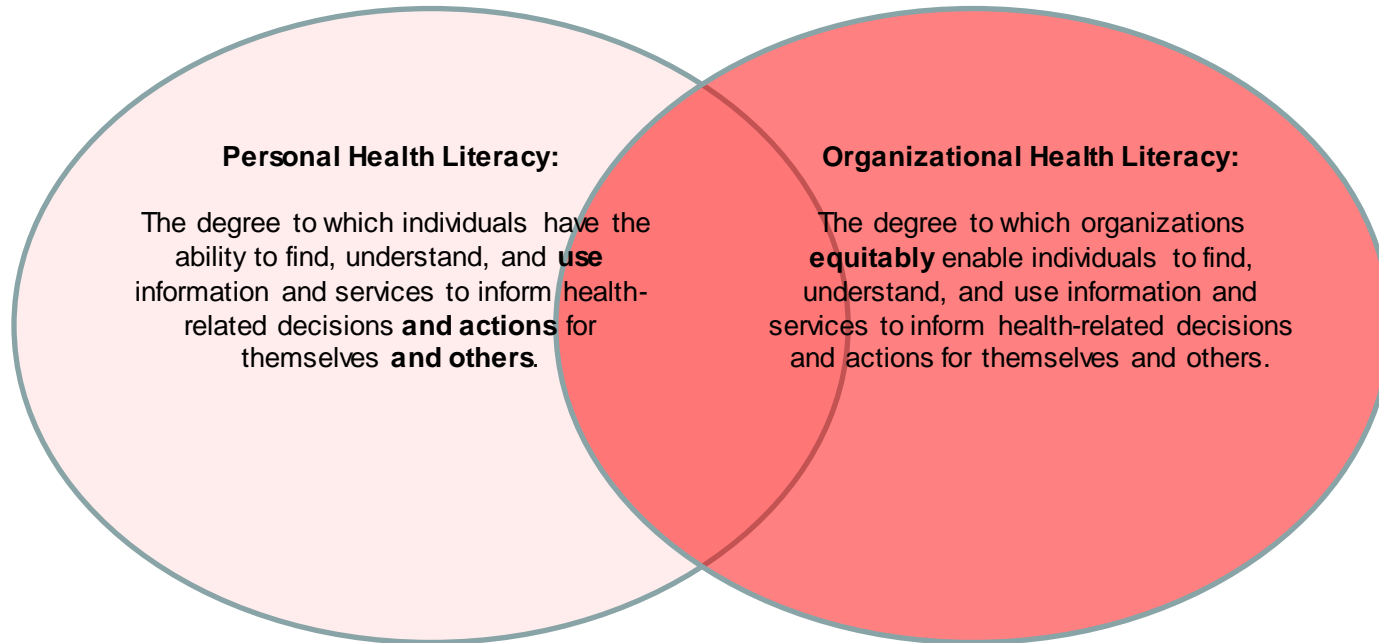 Personal Health Literacy:
The degree to which individuals have the
ability to find, understand, and use
information and services to inform health-
related decisions and actions for
themselves and others.
Organizational Health Literacy:
The degree to which organizations
equitably enable individuals to find,
understand, and use information and
services to inform health-related decisions
and actions for themselves and others.